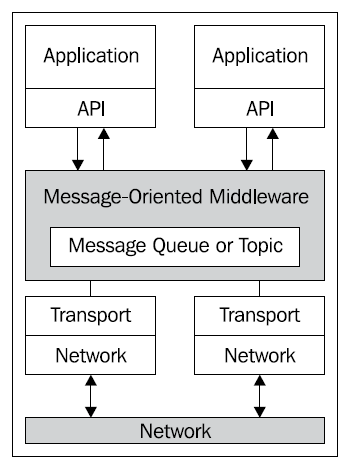 Application Application
API API
Message-Oriented Middleware
Message Queue or Topic
Transport Transport
Network Network
Network